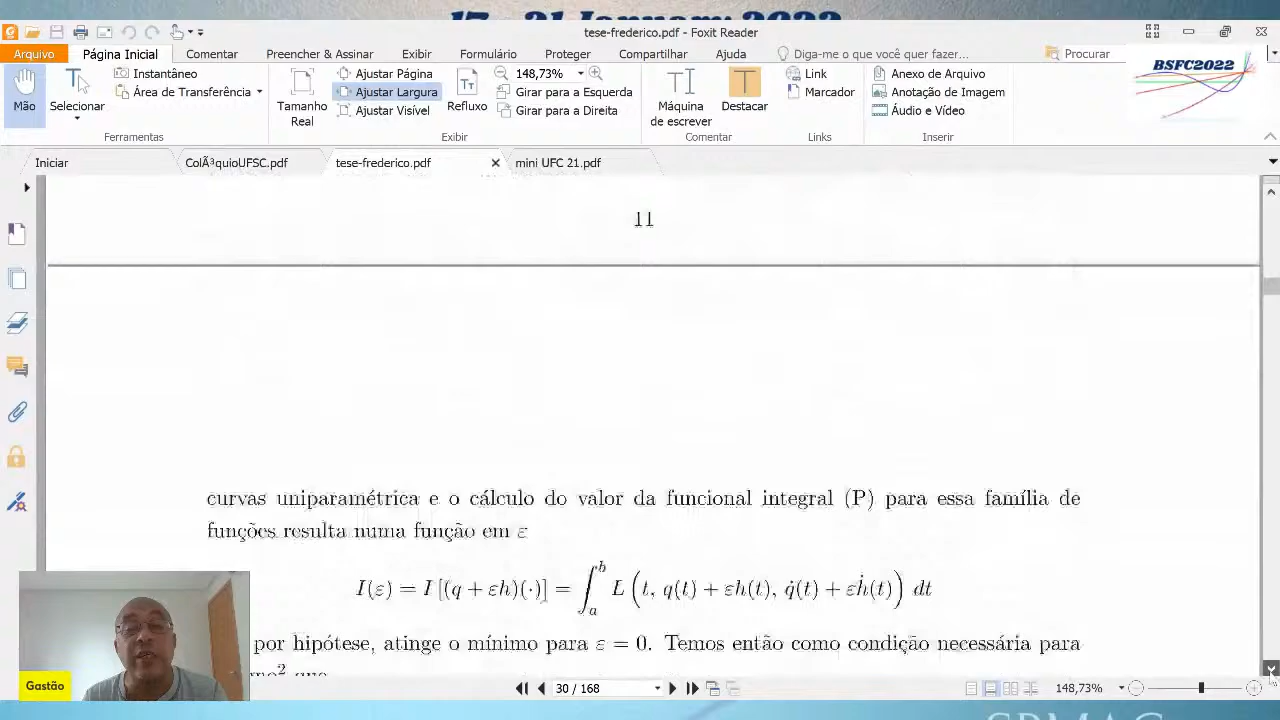 17 - 21 January 2022
tese-frederico.pdf - Foxit Reader
Arquivo Página Inicial Comentar Preencher & Assinar Exibir Formulário Proteger Compartilhar Ajuda Diga-me o que você quer fazer... Procurar
BSFC2022
Mão
Selecionar
Instantâneo
Área de Transferência
Ferramentas
Tamanho
Real
Ajustar Página
Ajustar Largura
Ajustar Visível
Refluxo
148,73%
Girar para a Esquerda
Girar para a Direita
Exibir
Máquina
de escrever
Destacar
Comentar
Link
Marcador
Links
Anexo de Arquivo
Anotação de Imagem
Áudio e Vídeo
Inserir
Iniciar ColÃ³quioUFSC.pdf tese-frederico.pdf mini UFC 21.pdf
11
curvas uniparamétrica e o cálculo do valor da funcional integral (P) para essa família de
funções resulta numa função em ε
I(ε) = I [(q + εh)(·)] = ∫_a^b L (t, q(t) + εh(t), q̇(t) + εḣ(t)) dt
por hipótese, atinge o mínimo para ε = 0. Temos então como condição necessária para
Gastão
30 / 168
148,73%